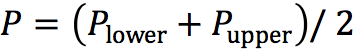 P = (P_lower + P_upper)/ 2